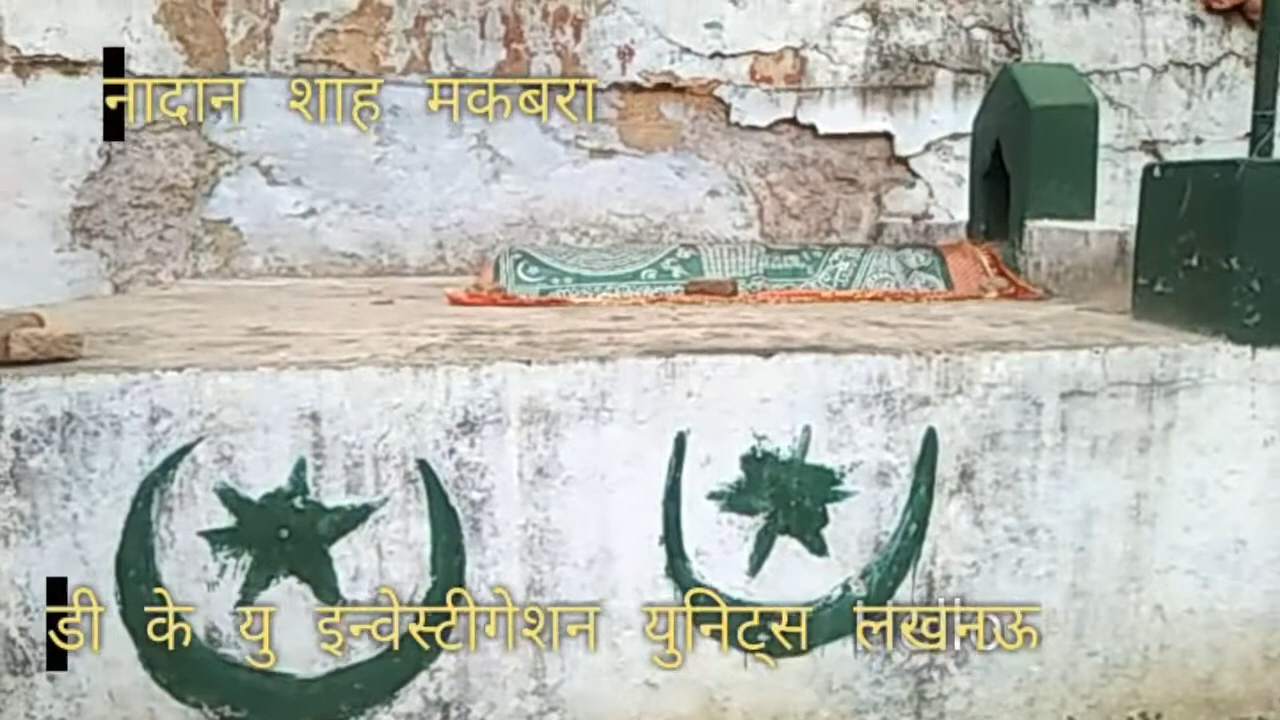 नादान शाह मकबरा
डी के यु इन्वेस्टीगेशन युनिट्स लखनऊ